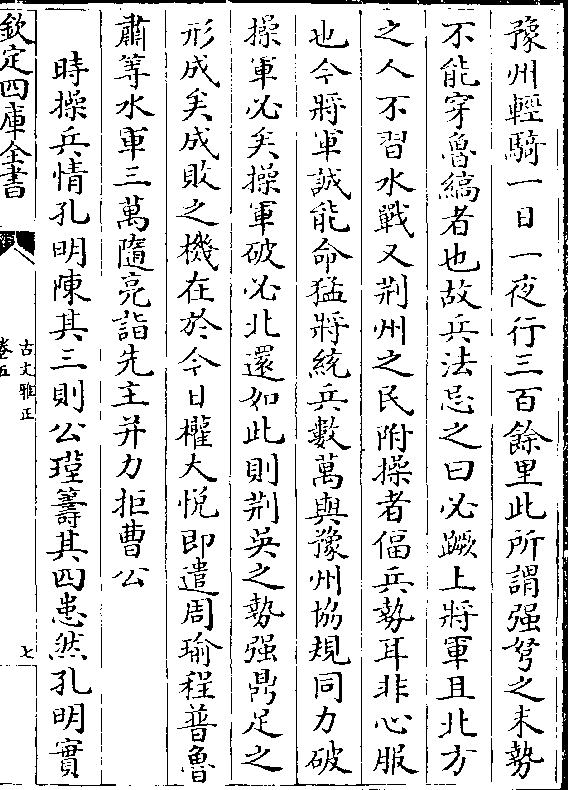 豫州輕騎一日一夜行三百餘里此所謂强弩之末勢
不能穿魯縞者也故兵法忌之曰必蹶上將軍且北方
之人不習水戰又荆州之民附操者偪兵勢耳非心服
也今將軍誠能命猛將統兵數萬與豫州協規同力破
操軍必矣操軍破必北還如此則荆吳之勢强鼎足之
形成矣成敗之機在於今日權大悦即遣周瑜程普魯
肅等水軍三萬隨亮詣先主并力拒曹公
時操兵情孔明陳其三則公瑾籌其四患然孔明實
欽定四庫全書
古文雅正
卷五
七